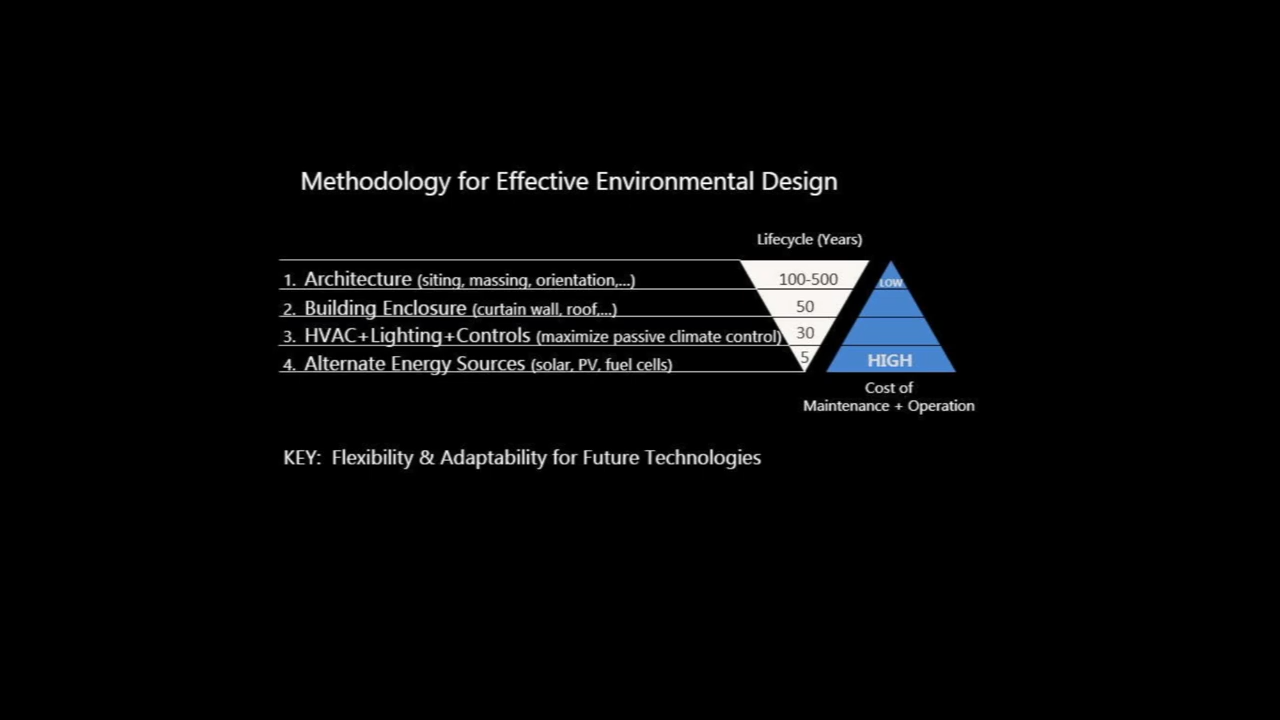 Methodology for Effective Environmental Design
Lifecycle (Years)
1. Architecture (siting, massing, orientation,...) 100-500 LOW
2. Building Enclosure (curtain wall, roof,...) 50
3. HVAC+Lighting+Controls (maximize passive climate control) 30
4. Alternate Energy Sources (solar, PV, fuel cells) 5 HIGH
Cost of
Maintenance + Operation
KEY: Flexibility & Adaptability for Future Technologies